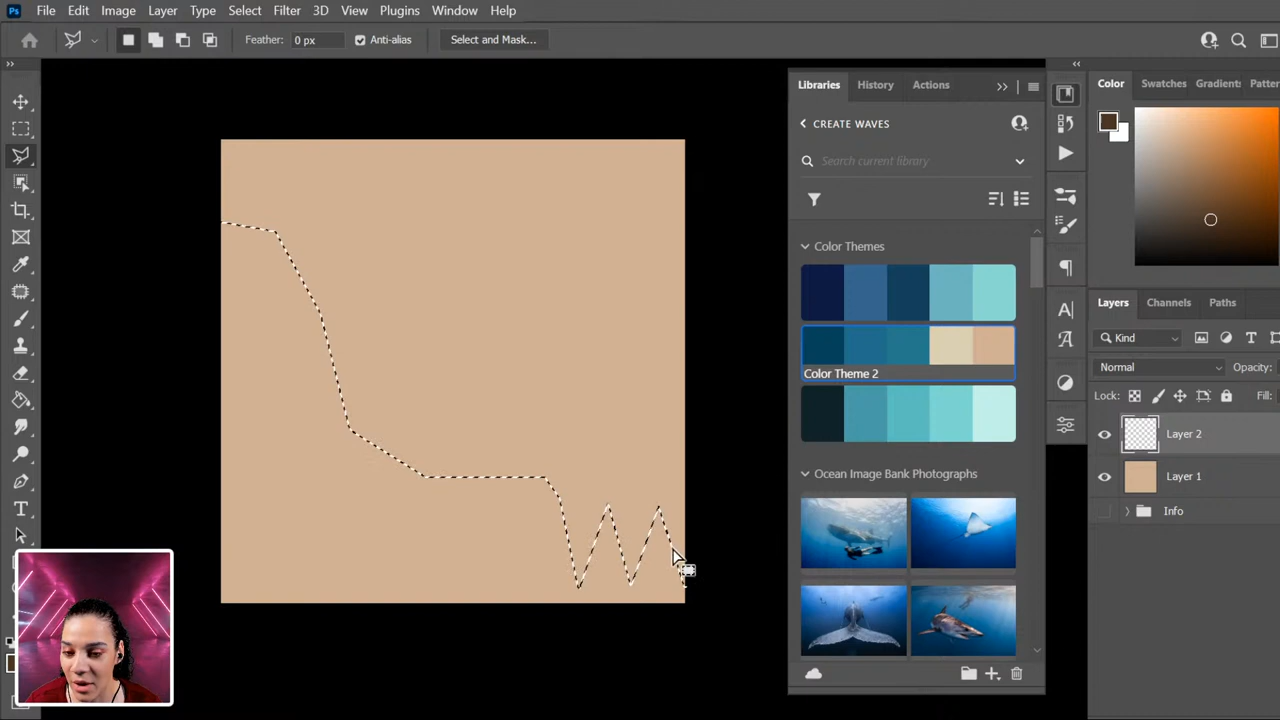 Ps File Edit Image Layer Type Select Filter 3D View Plugins Window Help
Feather: 0 px Anti-alias Select and Mask...
Libraries History Actions
Color Swatches Gradients
CREATE WAVES
Search current library
Color Themes
Color Theme 2
Ocean Image Bank Photographs
Layers Channels Paths
Kind
Normal Opacity:
Lock: Fill:
Layer 2
Layer 1
Info